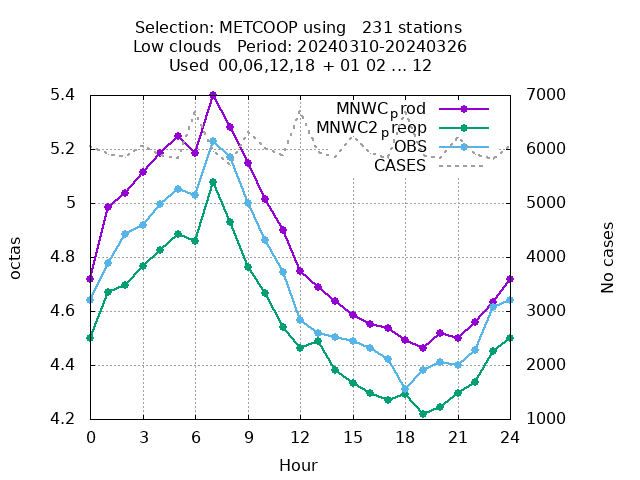 Selection: METCOOP using   231 stations
Low clouds   Period: 20240310-20240326
Used 00,06,12,18 + 01 02 ... 12
5.4
5.2
5
4.8
4.6
4.4
4.2
7000
6000
5000
4000
3000
2000
1000
MNWC_prod
MNWC2_preop
OBS
CASES
octas
No cases
0 3 6 9 12 15 18 21 24
Hour